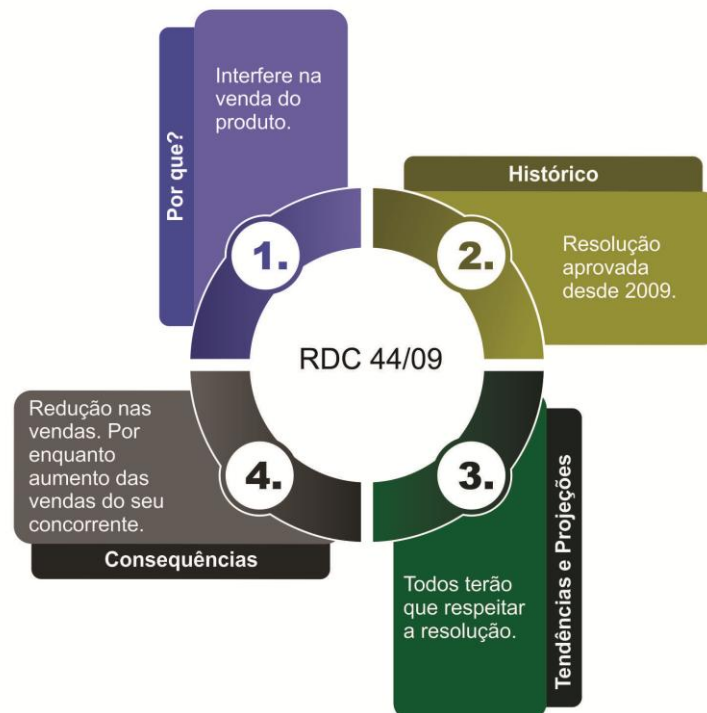 Por que?
Interfere na
venda do
produto.
1.
Histórico
2.
Resolução
aprovada
desde 2009.
RDC 44/09
3.
Todos terão
que respeitar
a resolução.
Tendências e Projeções
4.
Redução nas
vendas. Por
enquanto
aumento das
vendas do seu
concorrente.
Consequências